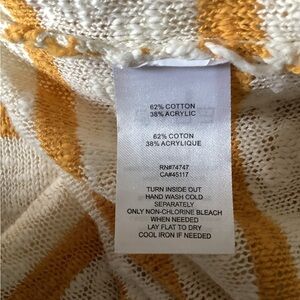 62% COTTON
38% ACRYLIC
62% COTON
38% ACRYLIQUE
RN#74747
CA#45117
TURN INSIDE OUT
HAND WASH COLD
SEPARATELY
ONLY NON-CHLORINE BLEACH
WHEN NEEDED
LAY FLAT TO DRY
COOL IRON IF NEEDED